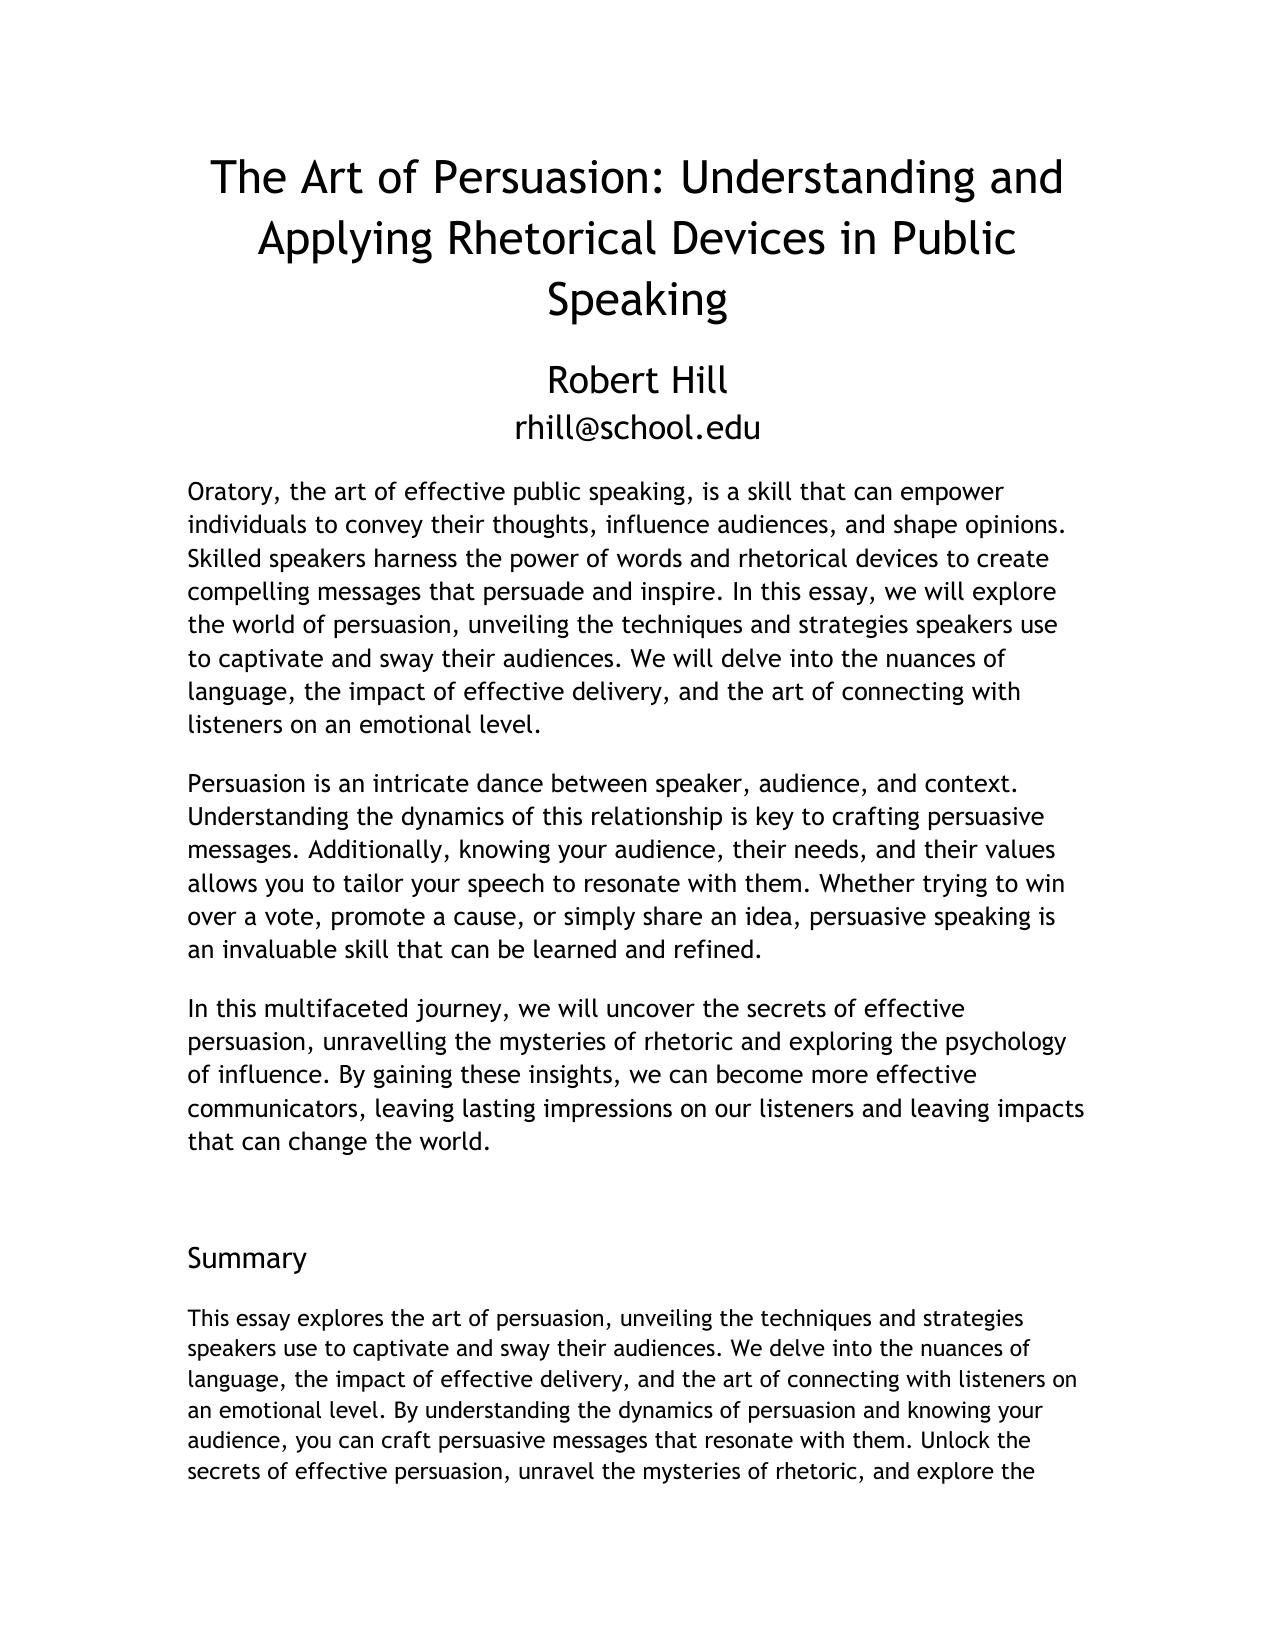 The Art of Persuasion: Understanding and
Applying Rhetorical Devices in Public
Speaking
Robert Hill
rhill@school.edu
Oratory, the art of effective public speaking, is a skill that can empower
individuals to convey their thoughts, influence audiences, and shape opinions.
Skilled speakers harness the power of words and rhetorical devices to create
compelling messages that persuade and inspire. In this essay, we will explore
the world of persuasion, unveiling the techniques and strategies speakers use
to captivate and sway their audiences. We will delve into the nuances of
language, the impact of effective delivery, and the art of connecting with
listeners on an emotional level.
Persuasion is an intricate dance between speaker, audience, and context.
Understanding the dynamics of this relationship is key to crafting persuasive
messages. Additionally, knowing your audience, their needs, and their values
allows you to tailor your speech to resonate with them. Whether trying to win
over a vote, promote a cause, or simply share an idea, persuasive speaking is
an invaluable skill that can be learned and refined.
In this multifaceted journey, we will uncover the secrets of effective
persuasion, unravelling the mysteries of rhetoric and exploring the psychology
of influence. By gaining these insights, we can become more effective
communicators, leaving lasting impressions on our listeners and leaving impacts
that can change the world.
Summary
This essay explores the art of persuasion, unveiling the techniques and strategies
speakers use to captivate and sway their audiences. We delve into the nuances of
language, the impact of effective delivery, and the art of connecting with listeners on
an emotional level. By understanding the dynamics of persuasion and knowing your
audience, you can craft persuasive messages that resonate with them. Unlock the
secrets of effective persuasion, unravel the mysteries of rhetoric, and explore the